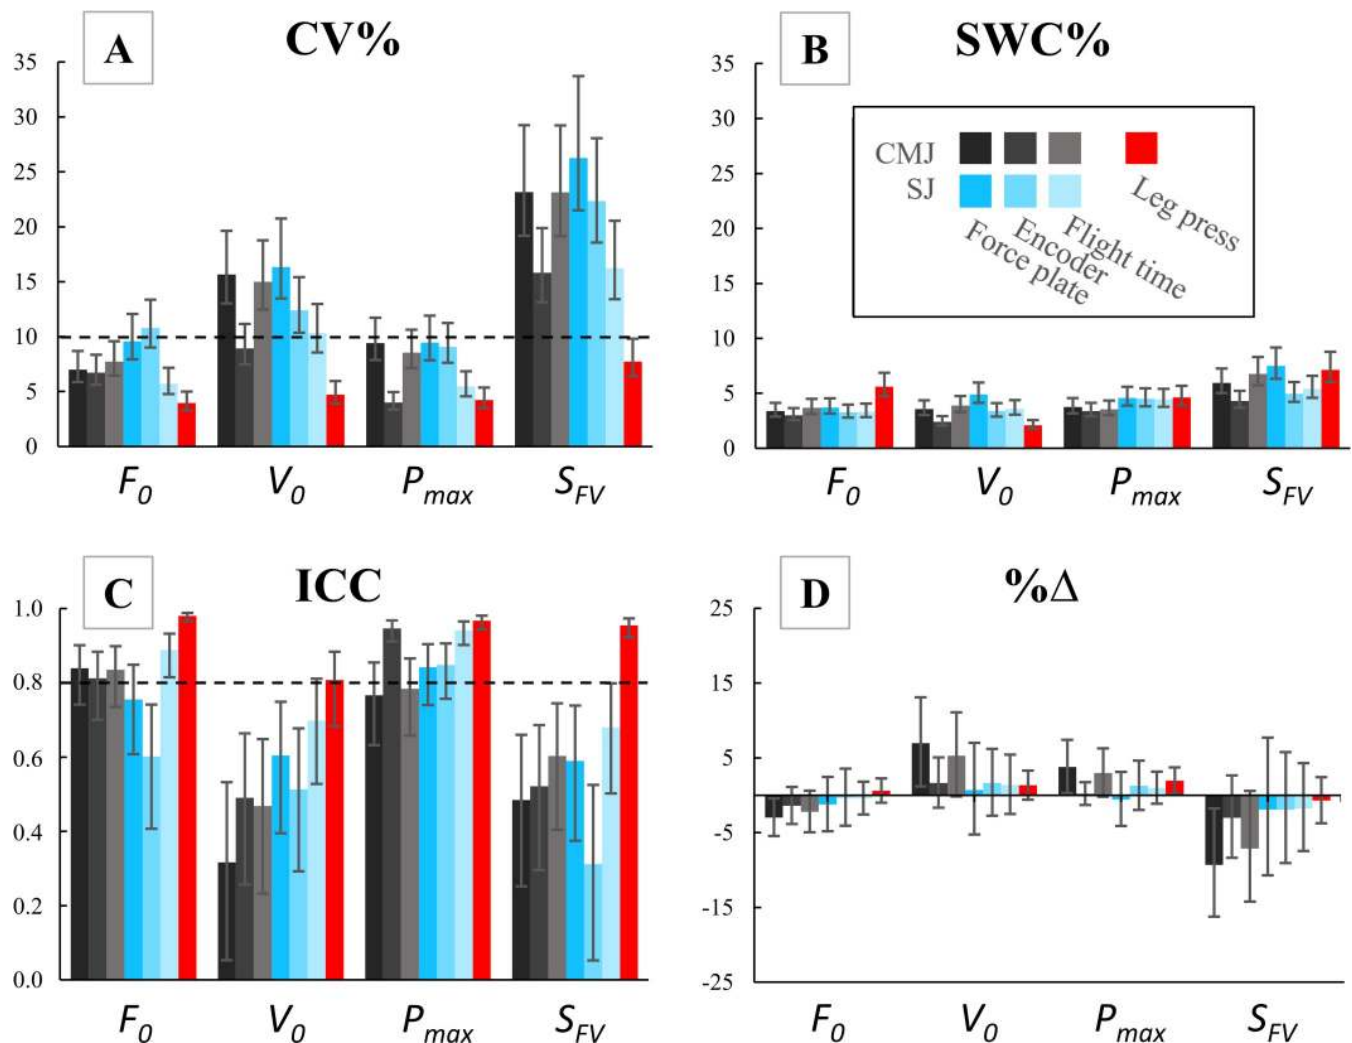 A
CV%
35
30
25
20
15
10
5
0
F0
V0
Pmax
SFV
B
SWC%
35
30
25
20
15
10
5
0
CMJ
SJ
Force plate
Encoder
Flight time
Leg press
F0
V0
Pmax
SFV
C
ICC
1.0
0.8
0.6
0.4
0.2
0.0
F0
V0
Pmax
SFV
D
%Δ
25
15
5
-5
-15
-25
F0
V0
Pmax
SFV